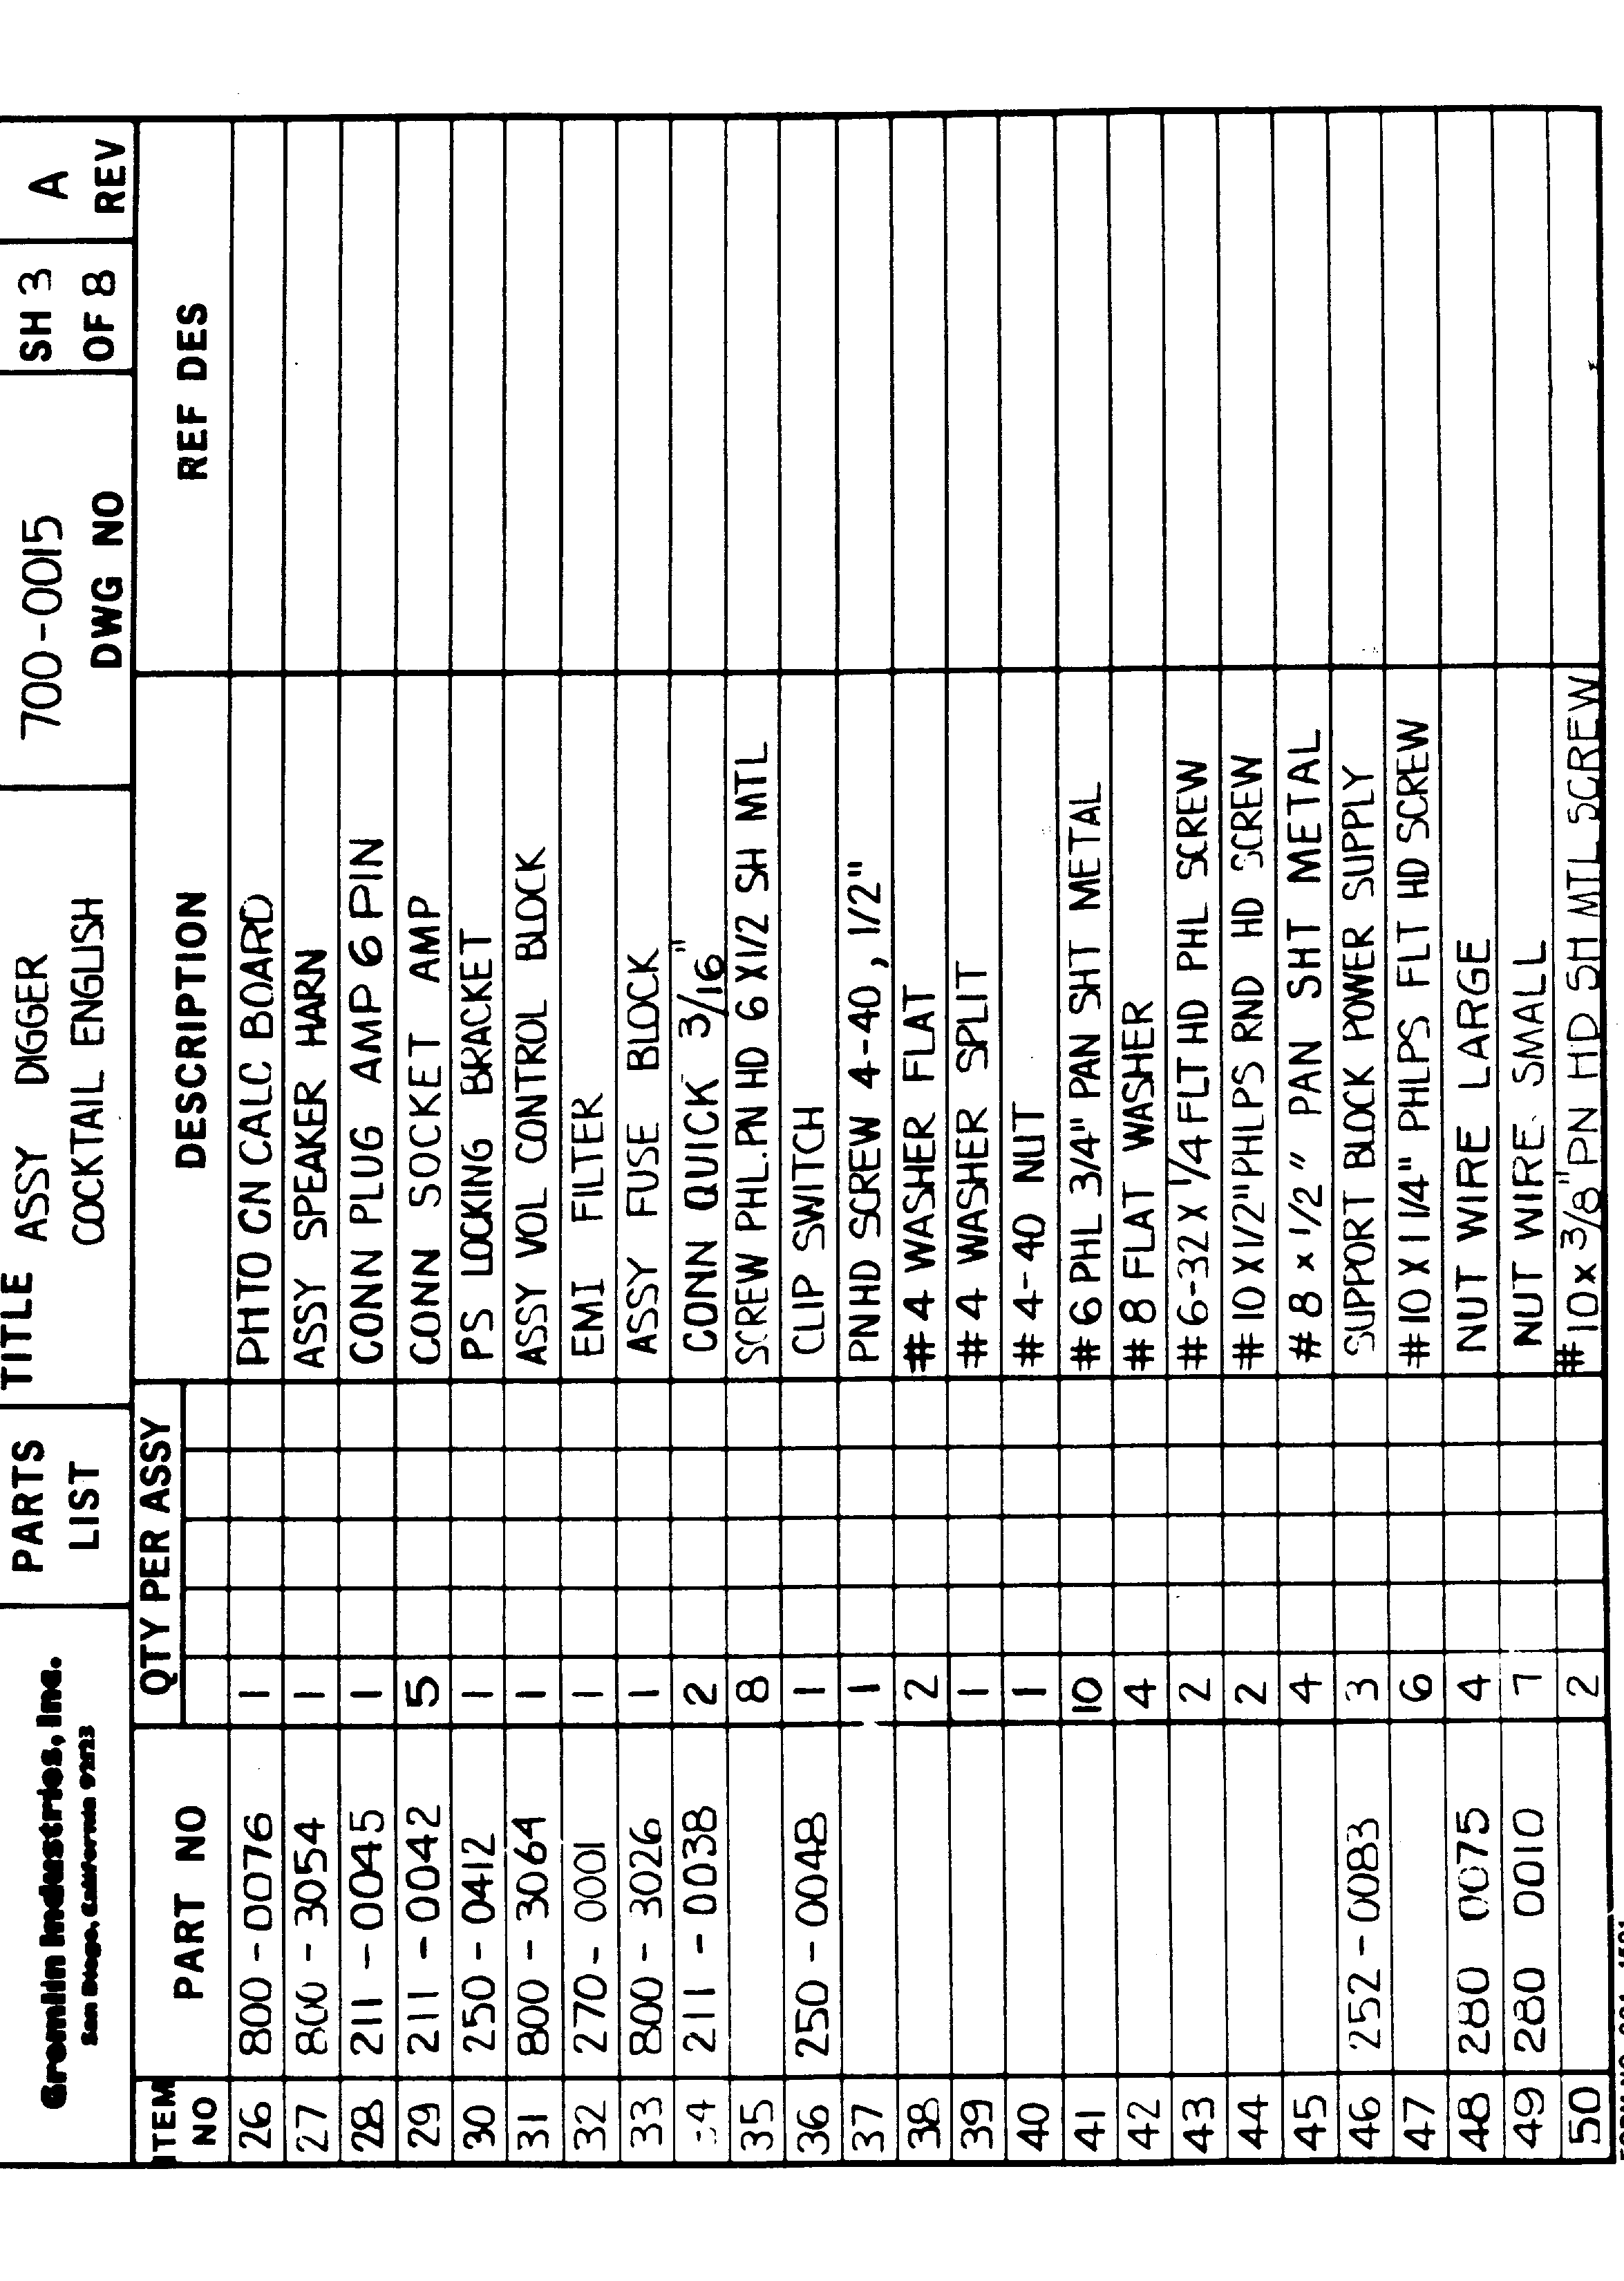 Gremlin Industries, Inc.
San Diego, California 92123
PARTS LIST
TITLE ASSY DIGGER
COCKTAIL ENGLISH
700-0015
DWG NO
SH 3
OF 8
A
REV
ITEM NO PART NO QTY PER ASSY DESCRIPTION REF DES
26 800-0076 1 PHTO CN CALC BOARD
27 800-3054 1 ASSY SPEAKER HARN
28 211-0045 1 CONN PLUG AMP 6 PIN
29 211-0042 5 CONN SOCKET AMP
30 250-0412 1 PS LOCKING BRACKET
31 800-3064 1 ASSY VOL CONTROL BLOCK
32 270-0001 1 EMI FILTER
33 800-3026 1 ASSY FUSE BLOCK
34 211-0038 2 CONN QUICK 3/16"
35 8 SCREW PHL.PN HD 6 X1/2 SH MTL
36 250-0048 1 CLIP SWITCH
37 1 PNHD SCREW 4-40, 1/2"
38 2 #4 WASHER FLAT
39 1 #4 WASHER SPLIT
40 1 #4-40 NUT
41 10 #6 PHL 3/4" PAN SHT METAL
42 4 #8 FLAT WASHER
43 2 #6-32 X 1/4 FLT HD PHL SCREW
44 2 #10 X 1/2" PHLPS RND HD SCREW
45 4 #8 x 1/2" PAN SHT METAL
46 252-0083 3 SUPPORT BLOCK POWER SUPPLY
47 6 #10 X 1 1/4" PHLPS FLT HD SCREW
48 280 0075 4 NUT WIRE LARGE
49 280 0010 7 NUT WIRE SMALL
50 2 #10 x 3/8" PN HD SH MTL SCREW